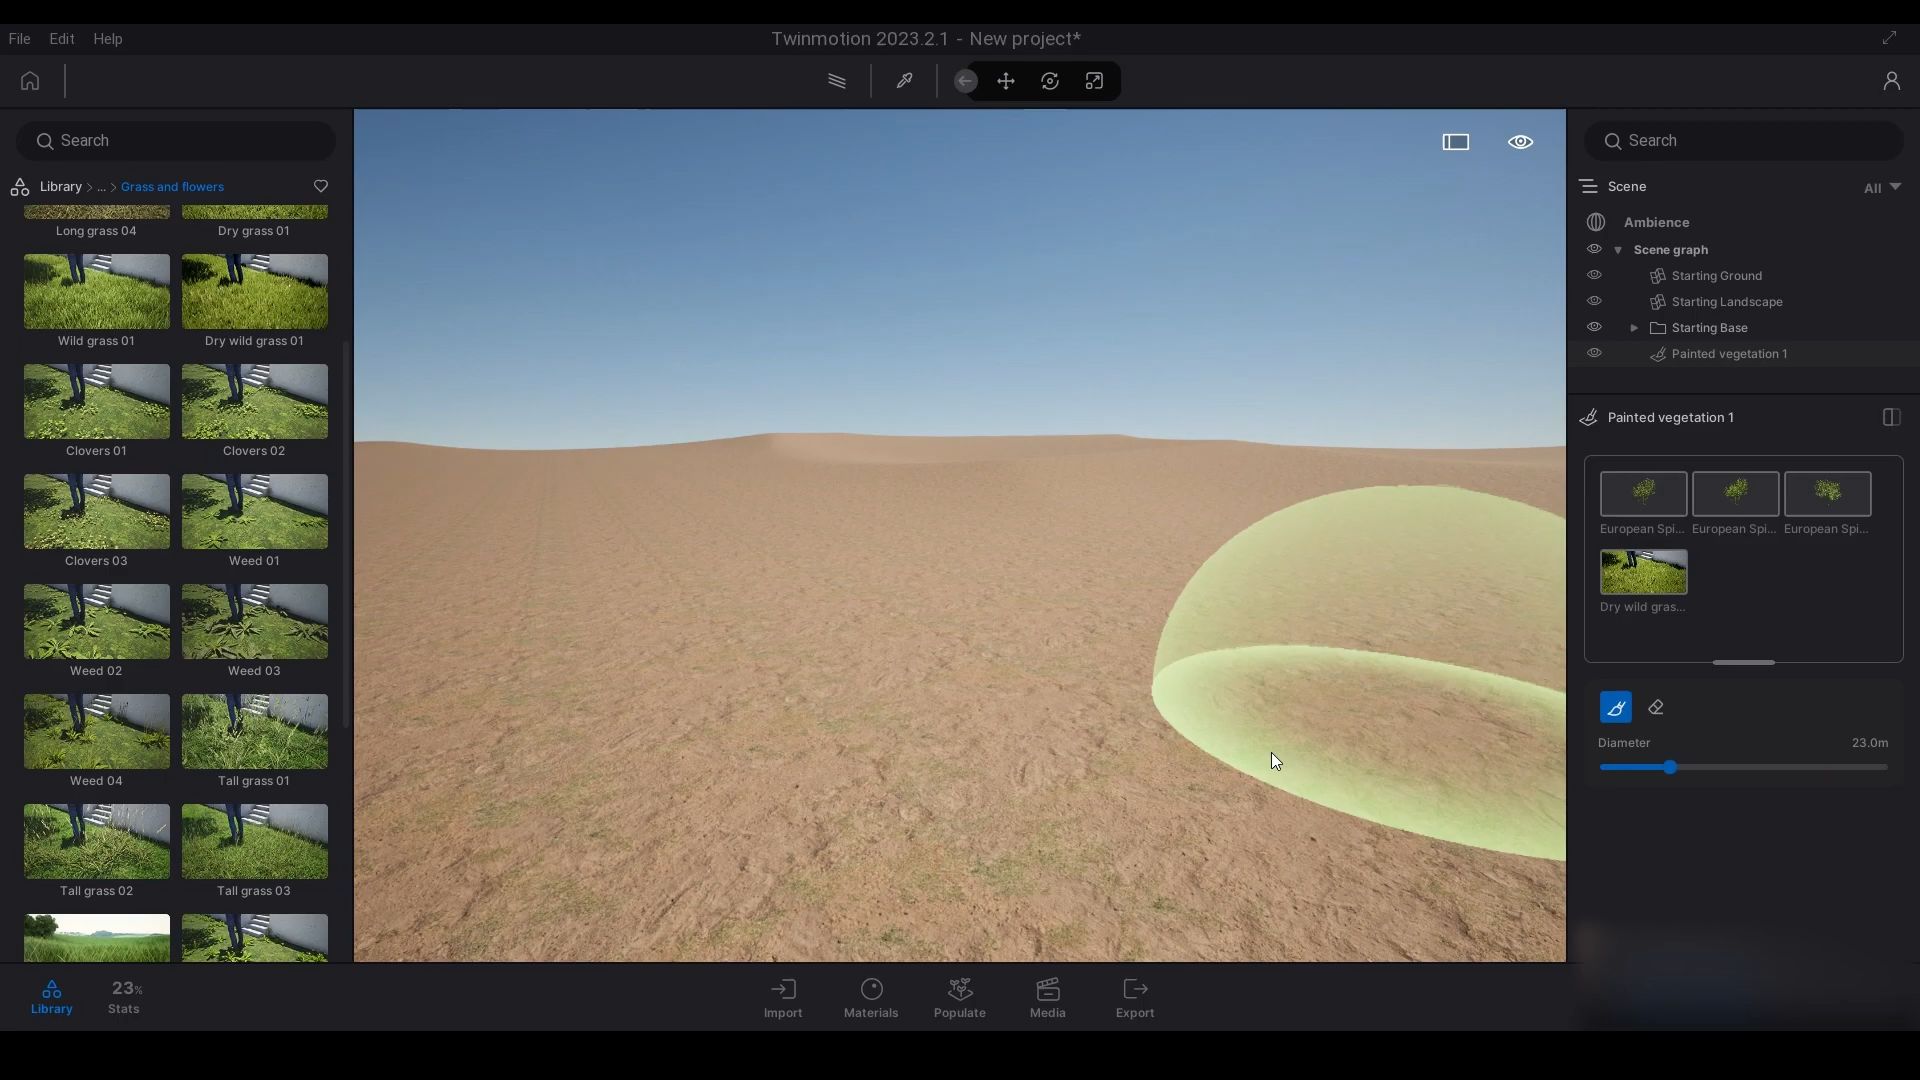 File Edit Help
Twinmotion 2023.2.1 - New project*
Search
Library > ... > Grass and flowers
Long grass 04
Dry grass 01
Wild grass 01
Dry wild grass 01
Clovers 01
Clovers 02
Clovers 03
Weed 01
Weed 02
Weed 03
Weed 04
Tall grass 01
Tall grass 02
Tall grass 03
Search
Scene
All
Ambience
Scene graph
Starting Ground
Starting Landscape
Starting Base
Painted vegetation 1
Painted vegetation 1
European Spi... European Spi... European Spi...
Dry wild gras...
Diameter 23.0m
Library
23%
Stats
Import
Materials
Populate
Media
Export